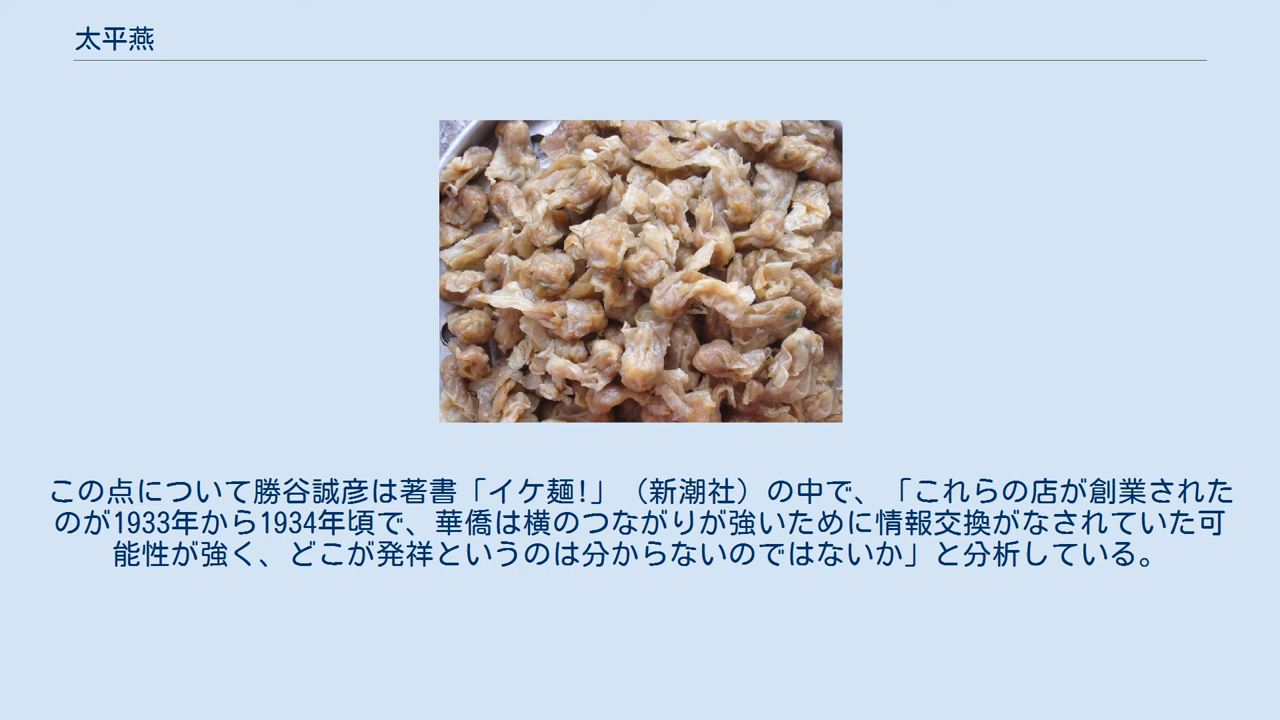 太平燕
この点について勝谷誠彦は著書「イケ麺!」（新潮社）の中で、「これらの店が創業された
のが1933年から1934年頃で、華僑は横のつながりが強いために情報交換がなされていた可
能性が強く、どこが発祥というのは分からないのではないか」と分析している。